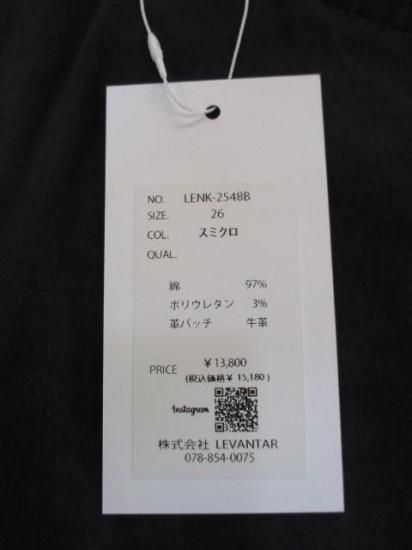 NO. LENK-2548B
SIZE. 26
COL. スミクロ
QUAL.
綿 97%
ポリウレタン 3%
革パッチ 牛革
PRICE ¥13,800
(税込価格¥ 15,180)
Instagram
株式会社 LEVANTAR
078-854-0075